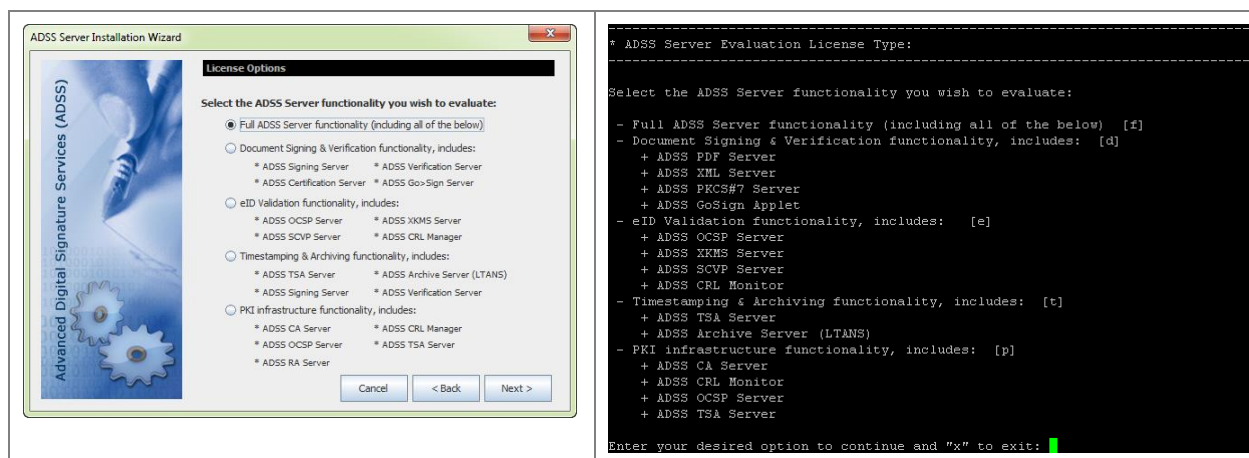 ADSS Server Installation Wizard
Advanced Digital Signature Services (ADSS)
License Options
Select the ADSS Server functionality you wish to evaluate:
Full ADSS Server functionality (including all of the below)
Document Signing & Verification functionality, includes:
* ADSS Signing Server * ADSS Verification Server
* ADSS Certification Server * ADSS Go>Sign Server
eID Validation functionality, includes:
* ADSS OCSP Server * ADSS XKMS Server
* ADSS SCVP Server * ADSS CRL Manager
Timestamping & Archiving functionality, includes:
* ADSS TSA Server * ADSS Archive Server (LTANS)
* ADSS Signing Server * ADSS Verification Server
PKI infrastructure functionality, includes:
* ADSS CA Server * ADSS CRL Manager
* ADSS OCSP Server * ADSS TSA Server
* ADSS RA Server
Cancel < Back Next >
* ADSS Server Evaluation License Type:
Select the ADSS Server functionality you wish to evaluate:
- Full ADSS Server functionality (including all of the below) [f]
- Document Signing & Verification functionality, includes: [d]
+ ADSS PDF Server
+ ADSS XML Server
+ ADSS PKCS#7 Server
+ ADSS GoSign Applet
- eID Validation functionality, includes: [e]
+ ADSS OCSP Server
+ ADSS XKMS Server
+ ADSS SCVP Server
+ ADSS CRL Monitor
- Timestamping & Archiving functionality, includes: [t]
+ ADSS TSA Server
+ ADSS Archive Server (LTANS)
- PKI infrastructure functionality, includes: [p]
+ ADSS CA Server
+ ADSS CRL Monitor
+ ADSS OCSP Server
+ ADSS TSA Server
Enter your desired option to continue and "x" to exit: